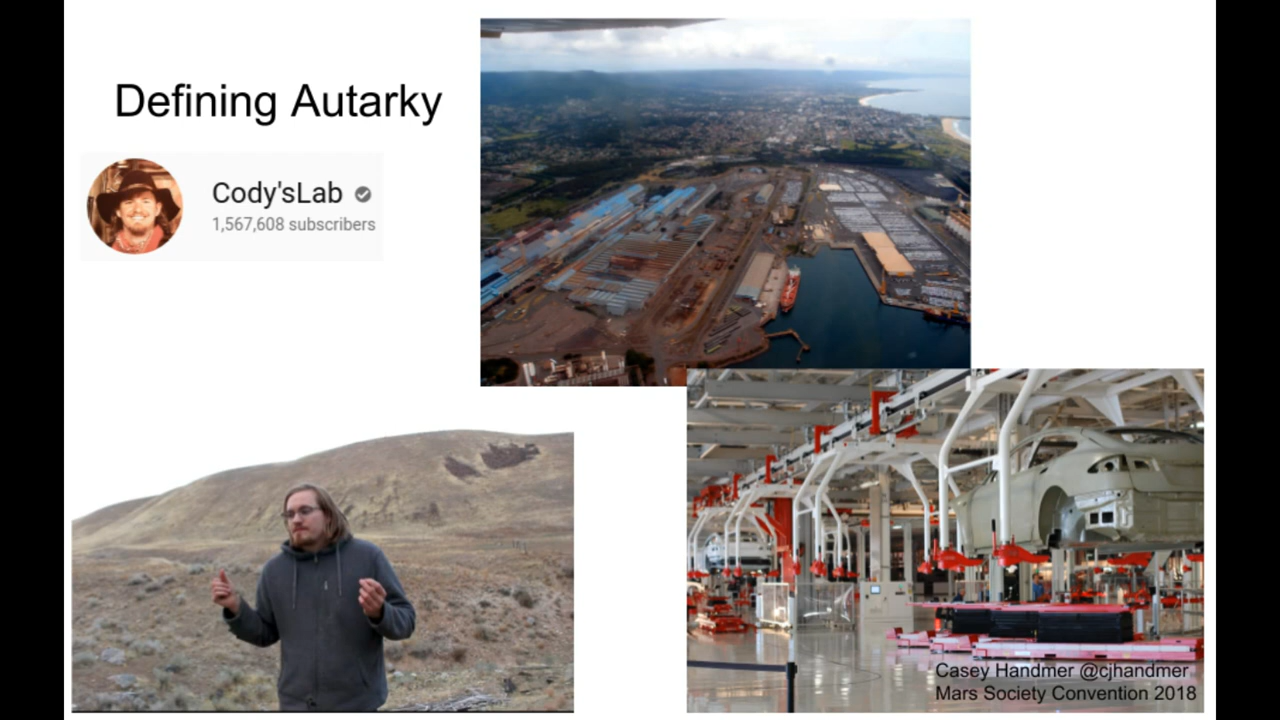 Defining Autarky
Cody'sLab
1,567,608 subscribers
Casey Handmer @cjhandmer
Mars Society Convention 2018